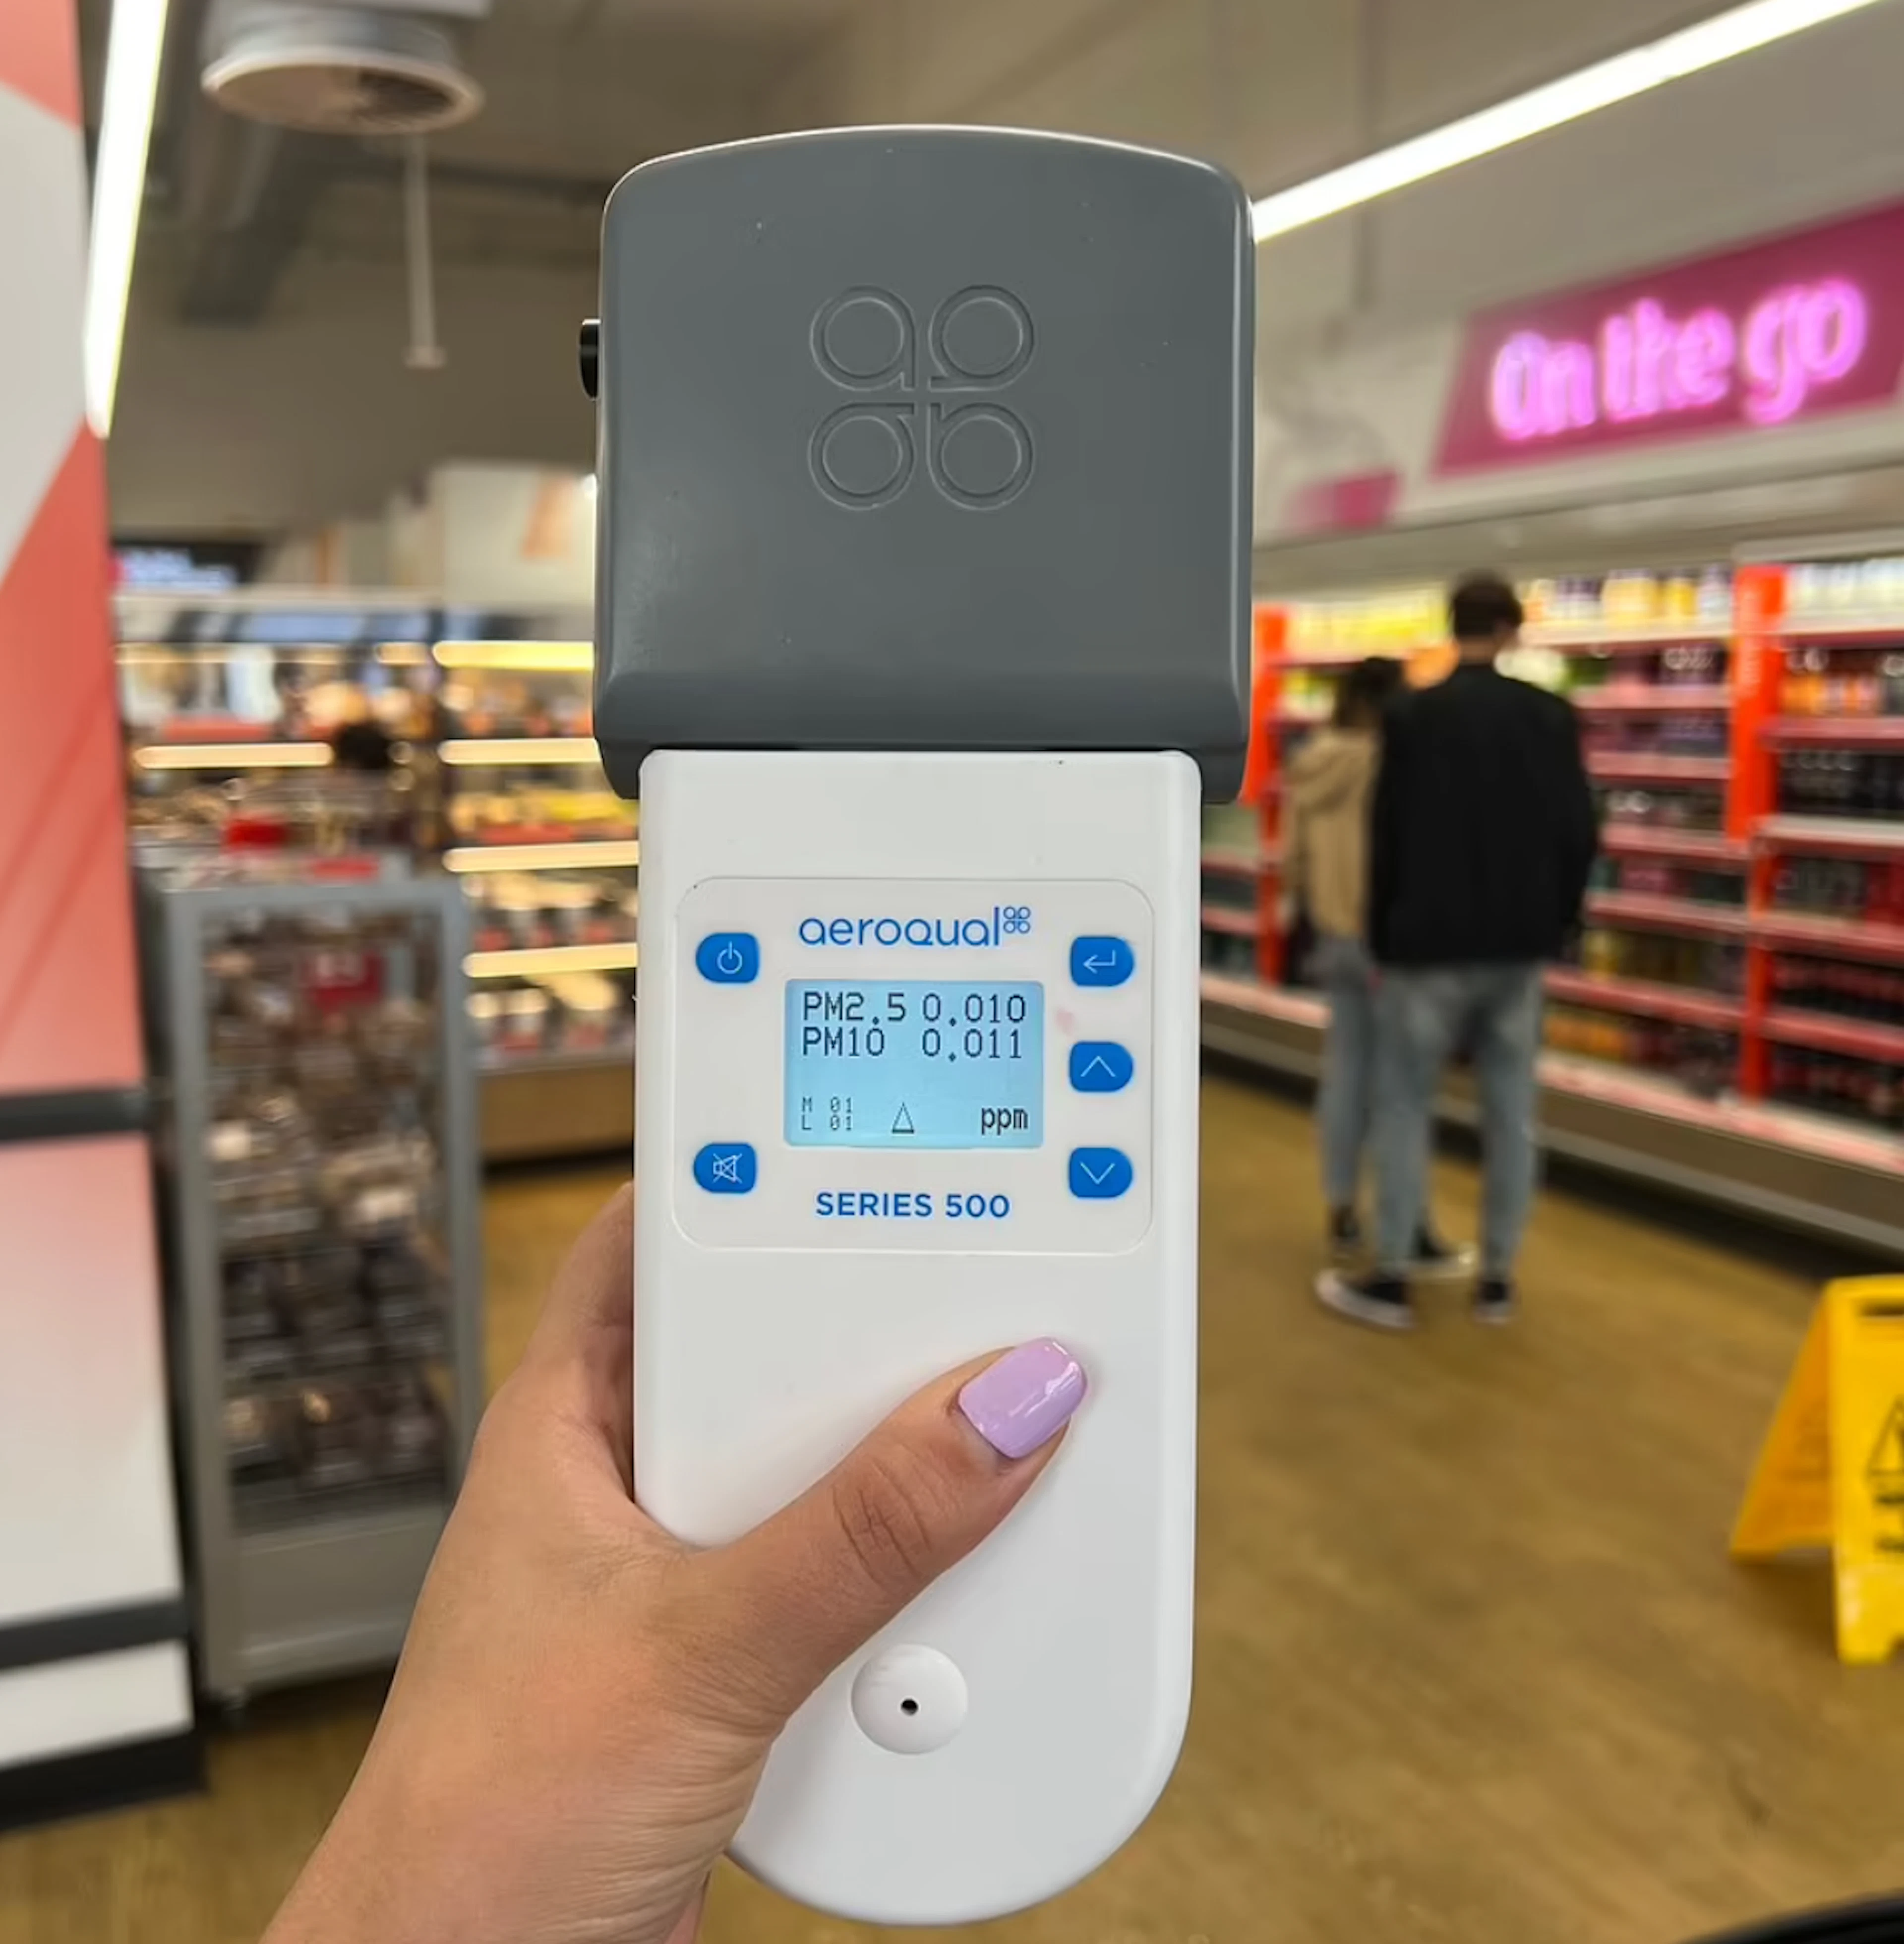 On the go
aeroqual
PM2.5 0.010
PM10 0.011
M 01
L 01
ppm
SERIES 500